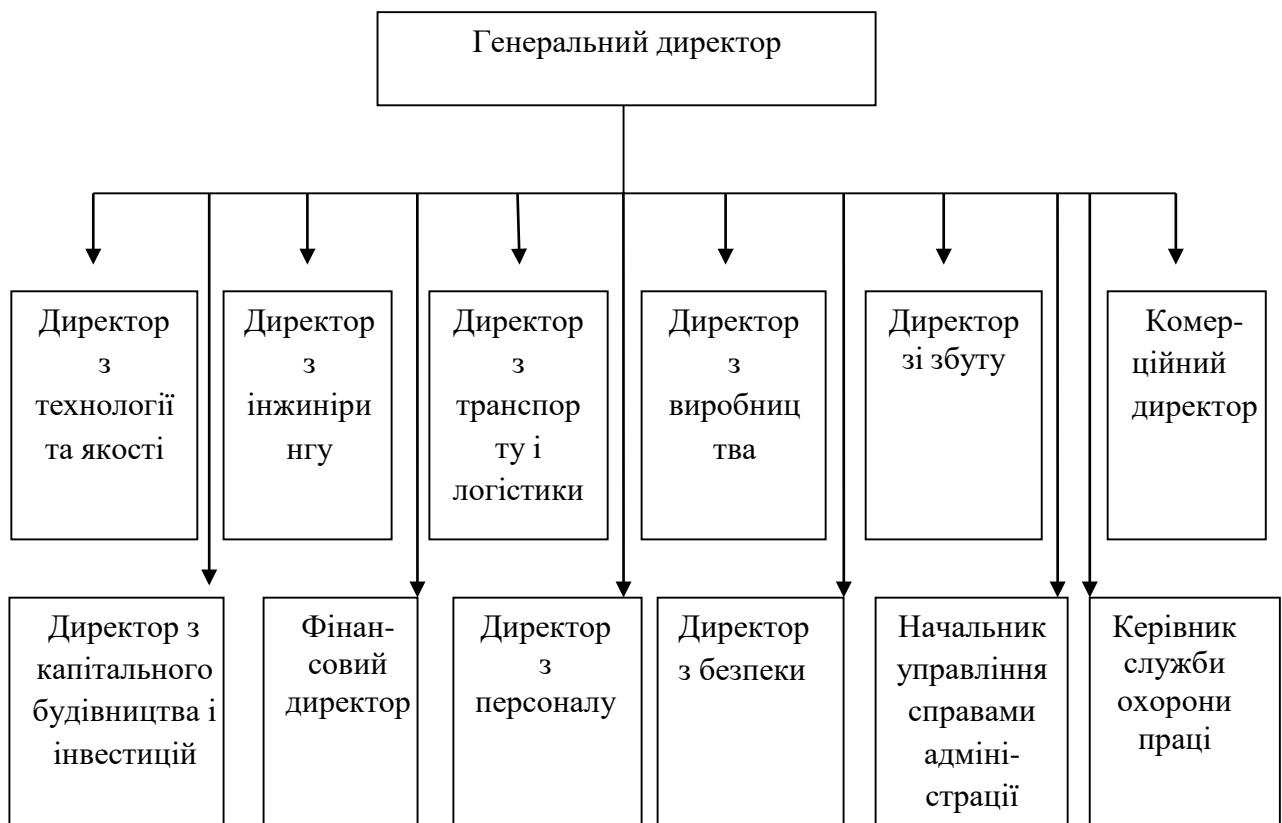 Генеральний директор
Директор
з
технології
та якості
Директор
з
інжиніри
нгу
Директор
з
транспор
ту і
логістики
Директор
з
виробниц
тва
Директор
зі збуту
Комер-
ційний
директор
Директор з
капітального
будівництва і
інвестицій
Фінан-
совий
директор
Директор
з
персоналу
Директор
з безпеки
Начальник
управління
справами
адміні-
страції
Керівник
служби
охорони
праці